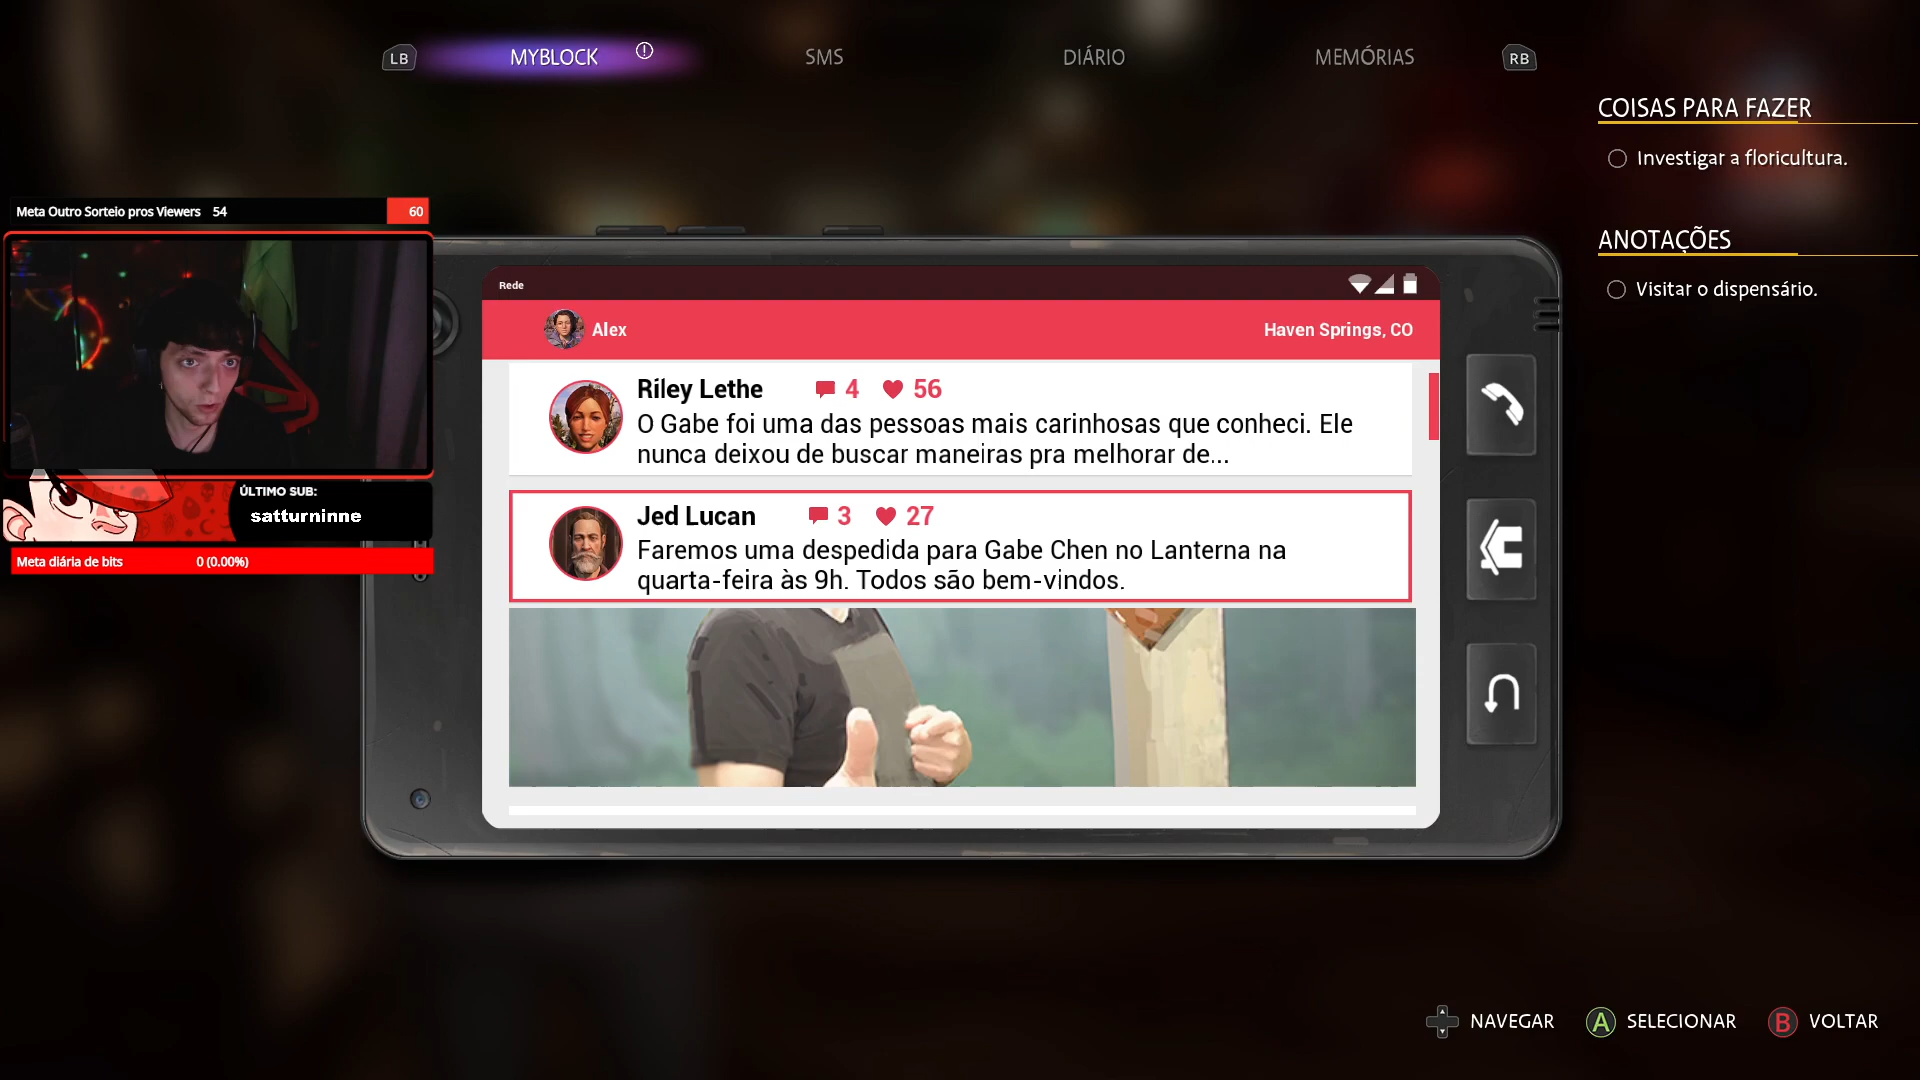 LB
MYBLOCK
SMS
DIÁRIO
MEMÓRIAS
RB
COISAS PARA FAZER
Investigar a floricultura.
ANOTAÇÕES
Visitar o dispensário.
Meta Outro Sorteio pros Viewers 54
60
ÚLTIMO SUB:
satturninne
Meta diária de bits 0 (0.00%)
Rede
Alex
Haven Springs, CO
Riley Lethe 4 56
O Gabe foi uma das pessoas mais carinhosas que conheci. Ele
nunca deixou de buscar maneiras pra melhorar de...
Jed Lucan 3 27
Faremos uma despedida para Gabe Chen no Lanterna na
quarta-feira às 9h. Todos são bem-vindos.
NAVEGAR
A SELECIONAR
B VOLTAR